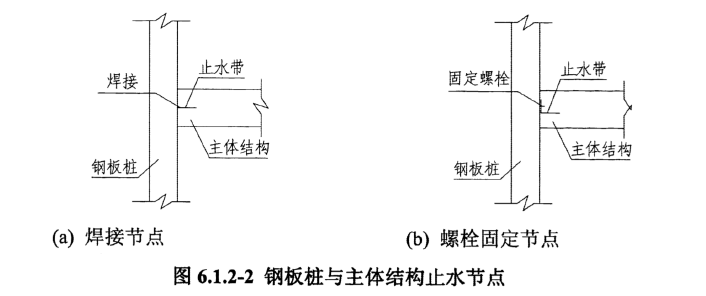 焊接
止水带
主体结构
钢板桩
(a) 焊接节点
固定螺栓
止水带
主体结构
钢板桩
(b) 螺栓固定节点
图 6.1.2-2 钢板桩与主体结构止水节点